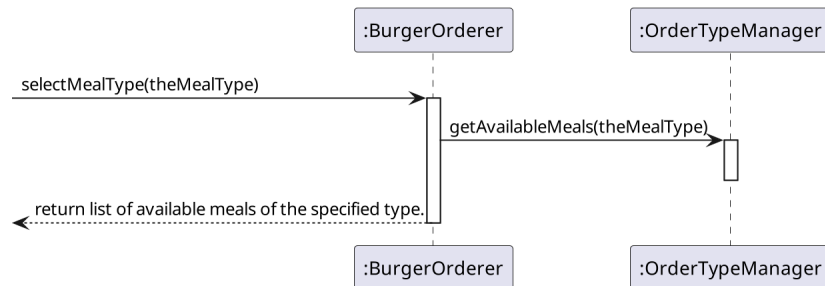 :BurgerOrderer
:OrderTypeManager
selectMealType(theMealType)
getAvailableMeals(theMealType)
return list of available meals of the specified type.
:BurgerOrderer
:OrderTypeManager